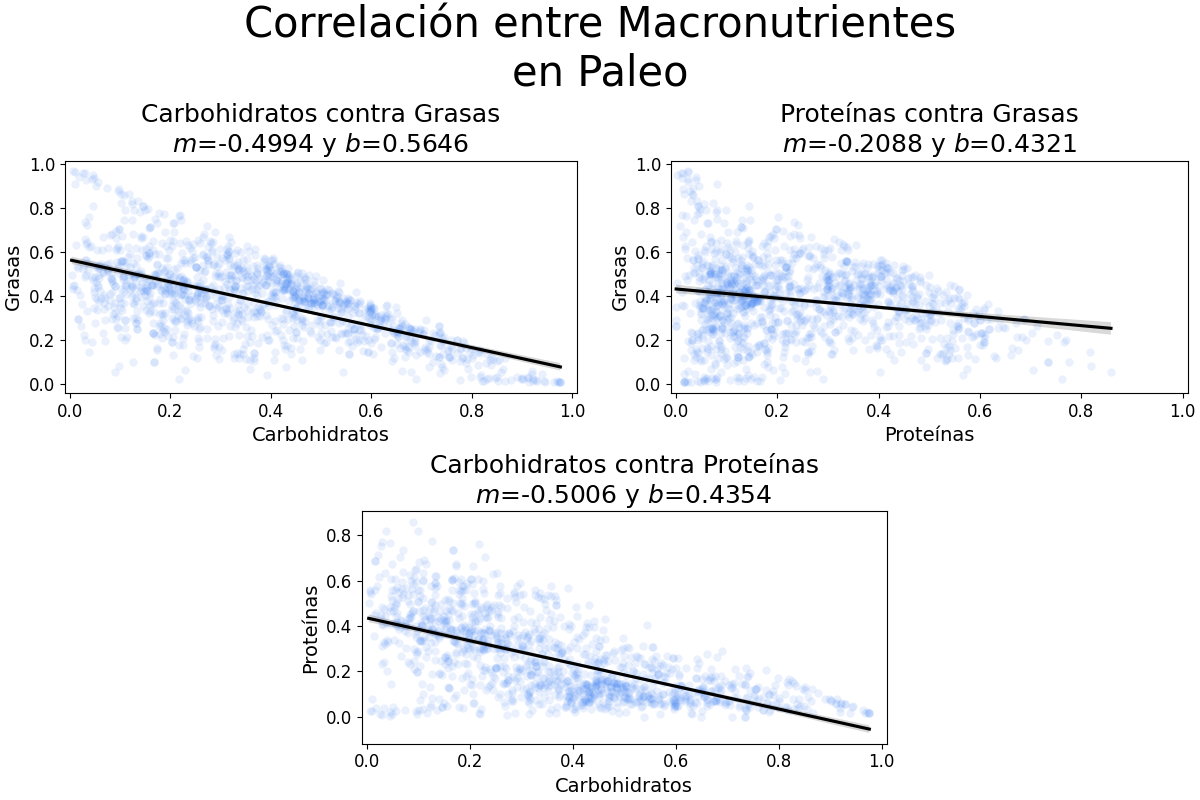 Correlación entre Macronutrientes
en Paleo
Carbohidratos contra Grasas
m=-0.4994 y b=0.5646
1.0
0.8
0.6
0.4
0.2
0.0
Grasas
0.0 0.2 0.4 0.6 0.8 1.0
Carbohidratos
Proteínas contra Grasas
m=-0.2088 y b=0.4321
1.0
0.8
0.6
0.4
0.2
0.0
Grasas
0.0 0.2 0.4 0.6 0.8 1.0
Proteínas
Carbohidratos contra Proteínas
m=-0.5006 y b=0.4354
0.8
0.6
0.4
0.2
0.0
Proteínas
0.0 0.2 0.4 0.6 0.8 1.0
Carbohidratos